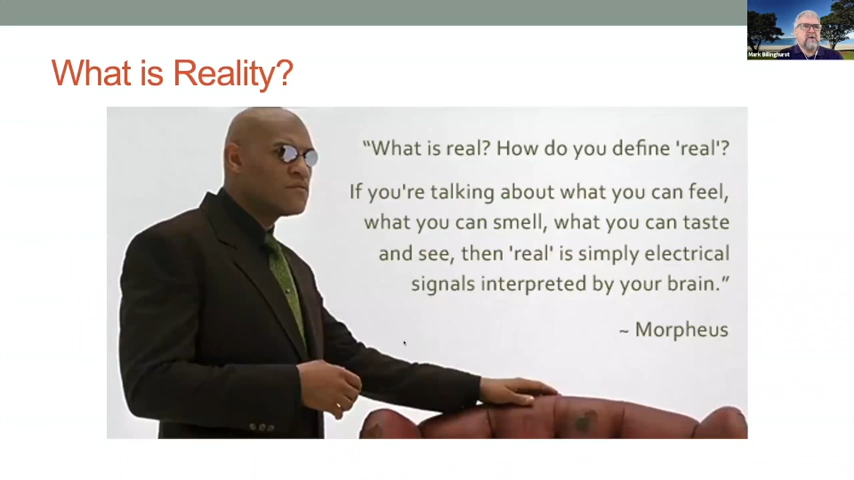 What is Reality?
“What is real? How do you define 'real'?
If you're talking about what you can feel,
what you can smell, what you can taste
and see, then 'real' is simply electrical
signals interpreted by your brain.”
~ Morpheus
Mark Billinghurst